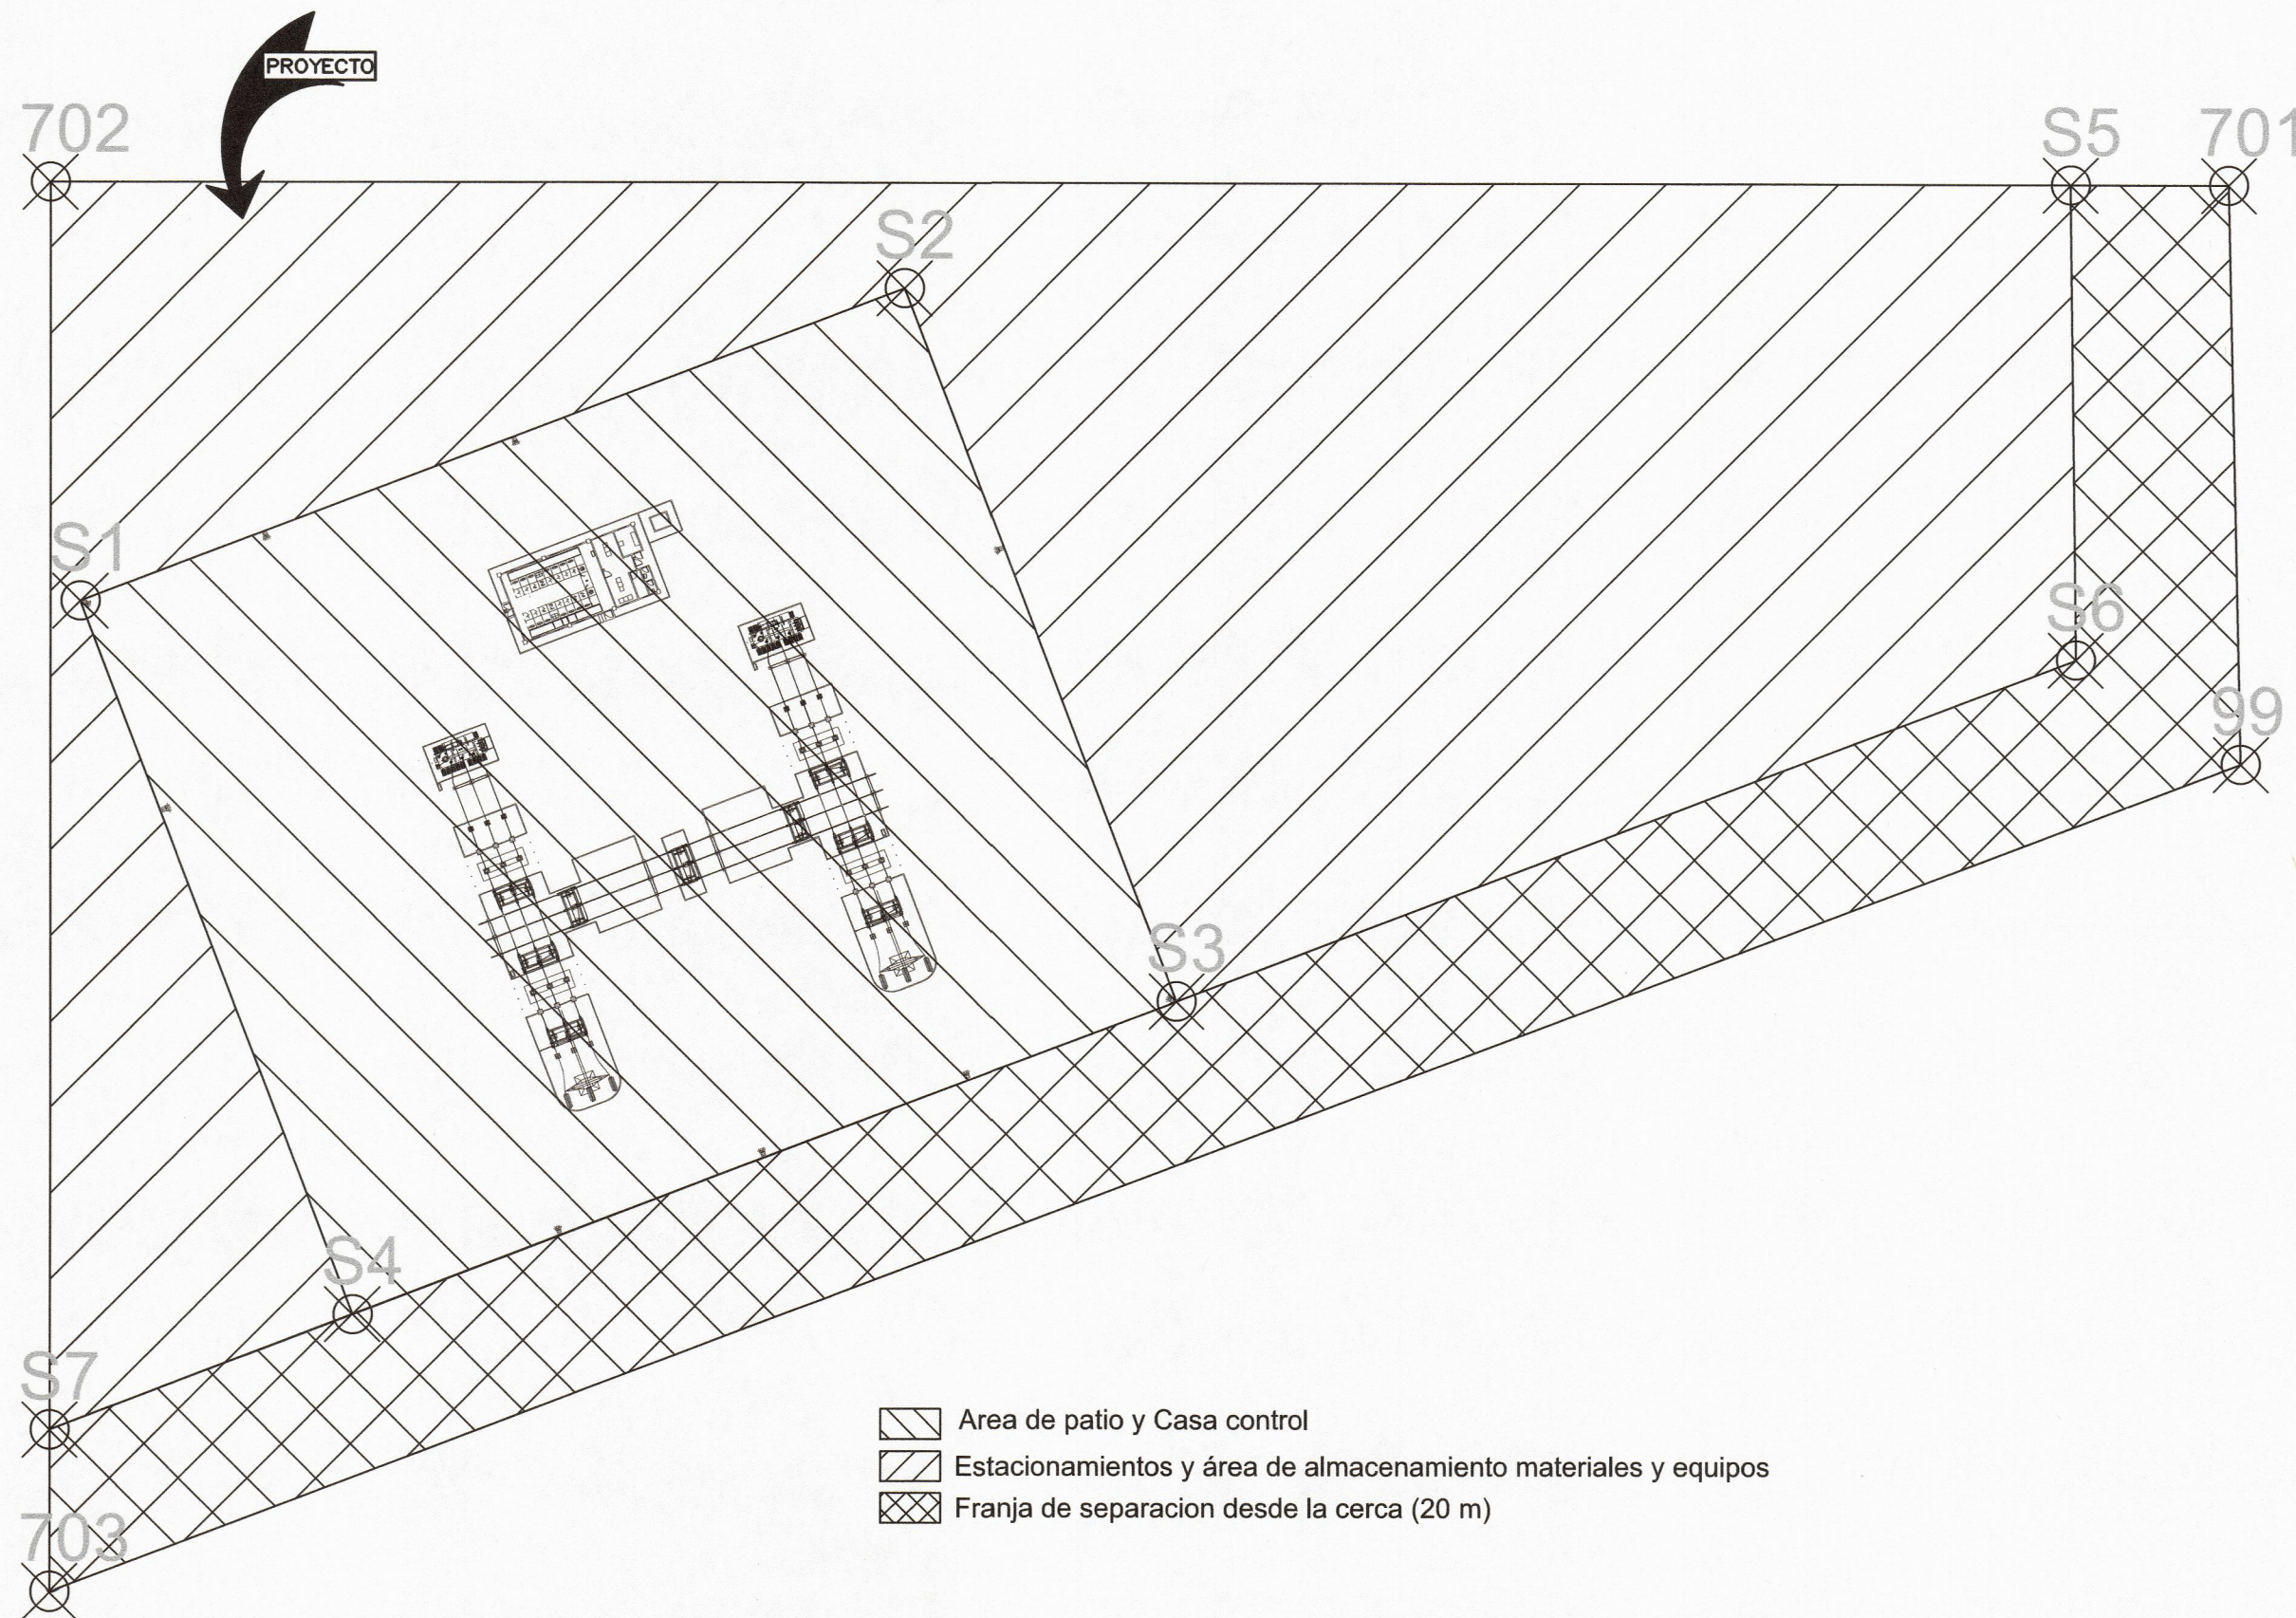 PROYECTO
702
S5
701
S2
S1
S6
99
S3
S4
S7
703
Area de patio y Casa control
Estacionamientos y área de almacenamiento materiales y equipos
Franja de separacion desde la cerca (20 m)